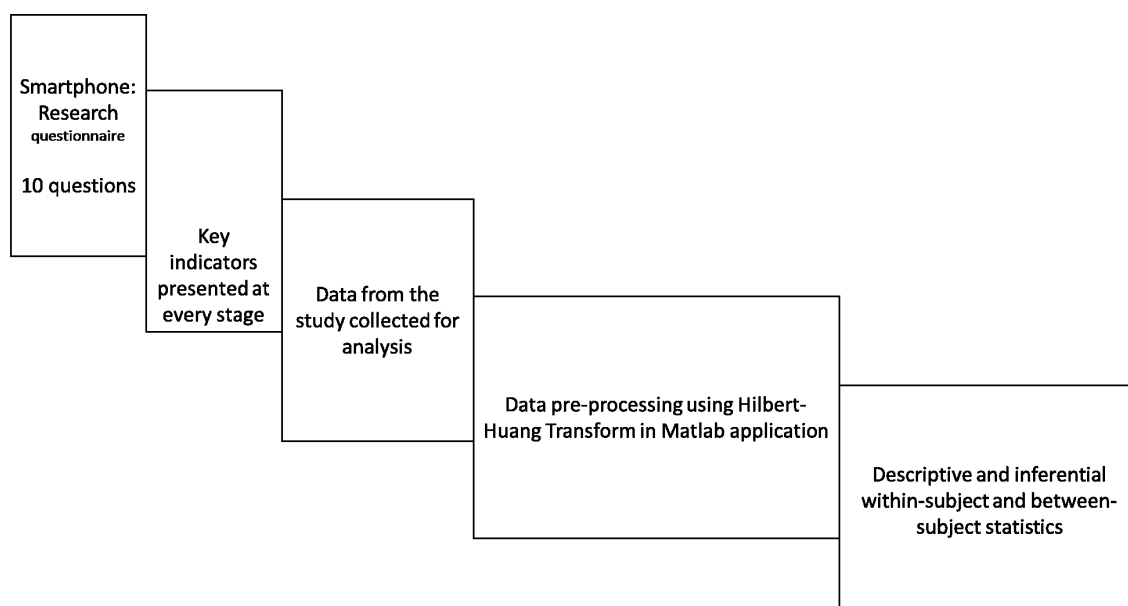 Smartphone:
Research
questionnaire
10 questions
Key
indicators
presented at
every stage
Data from the
study collected for
analysis
Data pre-processing using Hilbert-
Huang Transform in Matlab application
Descriptive and inferential
within-subject and between-
subject statistics